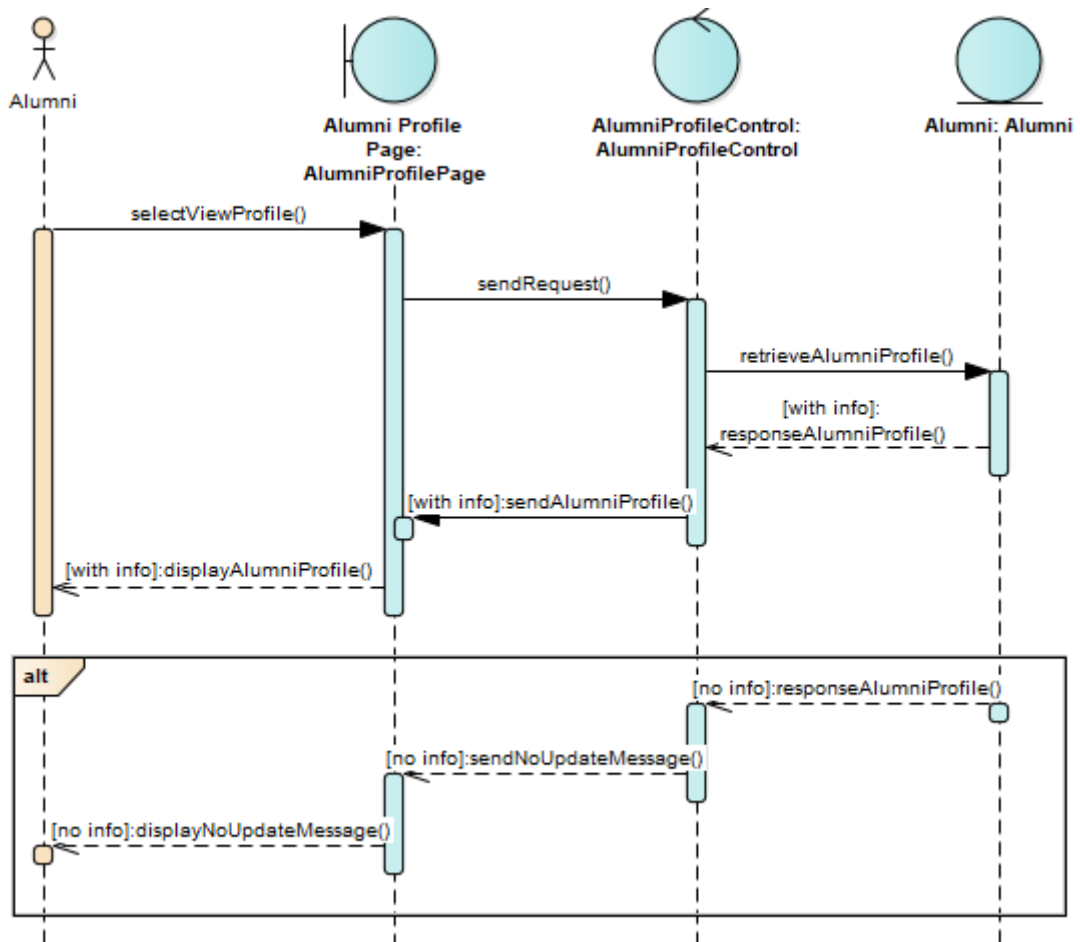 Alumni
Alumni Profile
Page:
AlumniProfilePage
AlumniProfileControl:
AlumniProfileControl
Alumni: Alumni
selectViewProfile()
sendRequest()
retrieveAlumniProfile()
[with info]:
responseAlumniProfile()
[with info]:sendAlumniProfile()
[with info]:displayAlumniProfile()
alt
[no info]:responseAlumniProfile()
[no info]:sendNoUpdateMessage()
[no info]:displayNoUpdateMessage()